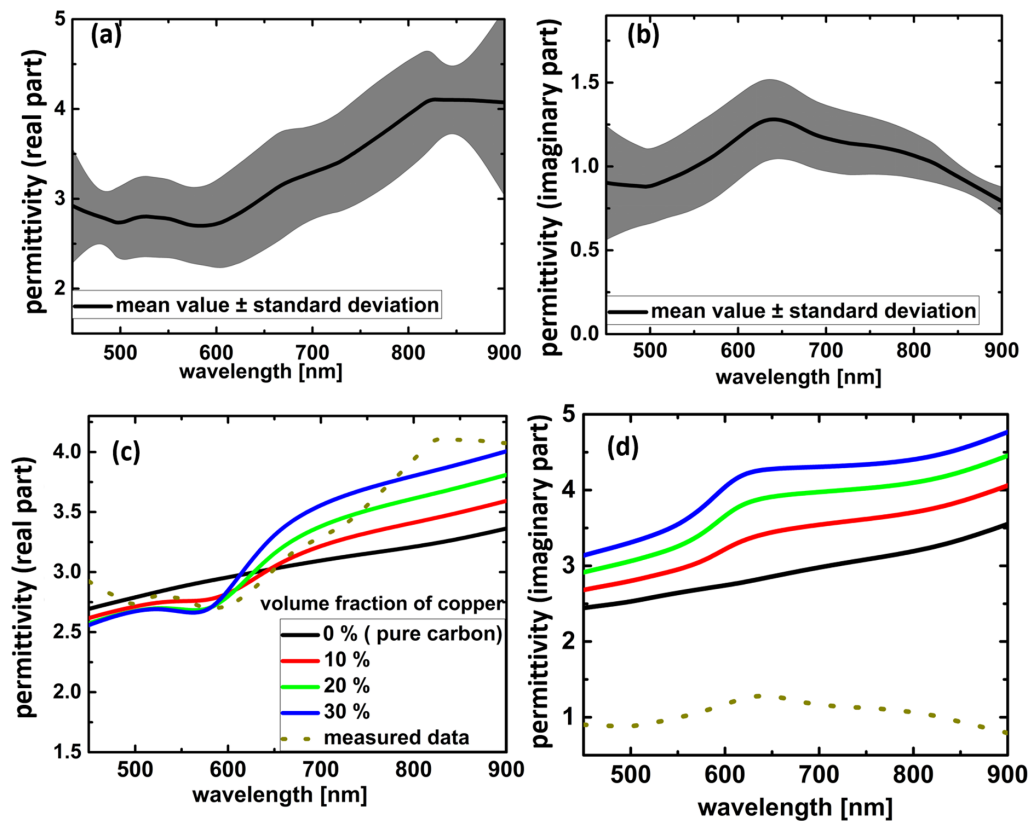 (a)
permittivity (real part)
5
4
3
2
mean value ± standard deviation
500
600
700
800
900
wavelength [nm]
(b)
permittivity (imaginary part)
1.5
1.0
0.5
0.0
mean value ± standard deviation
500
600
700
800
900
wavelength [nm]
(c)
permittivity (real part)
4.0
3.5
3.0
2.5
2.0
1.5
volume fraction of copper
0 % ( pure carbon)
10 %
20 %
30 %
measured data
500
600
700
800
900
wavelength [nm]
(d)
permittivity (imaginary part)
5
4
3
2
1
500
600
700
800
900
wavelength [nm]